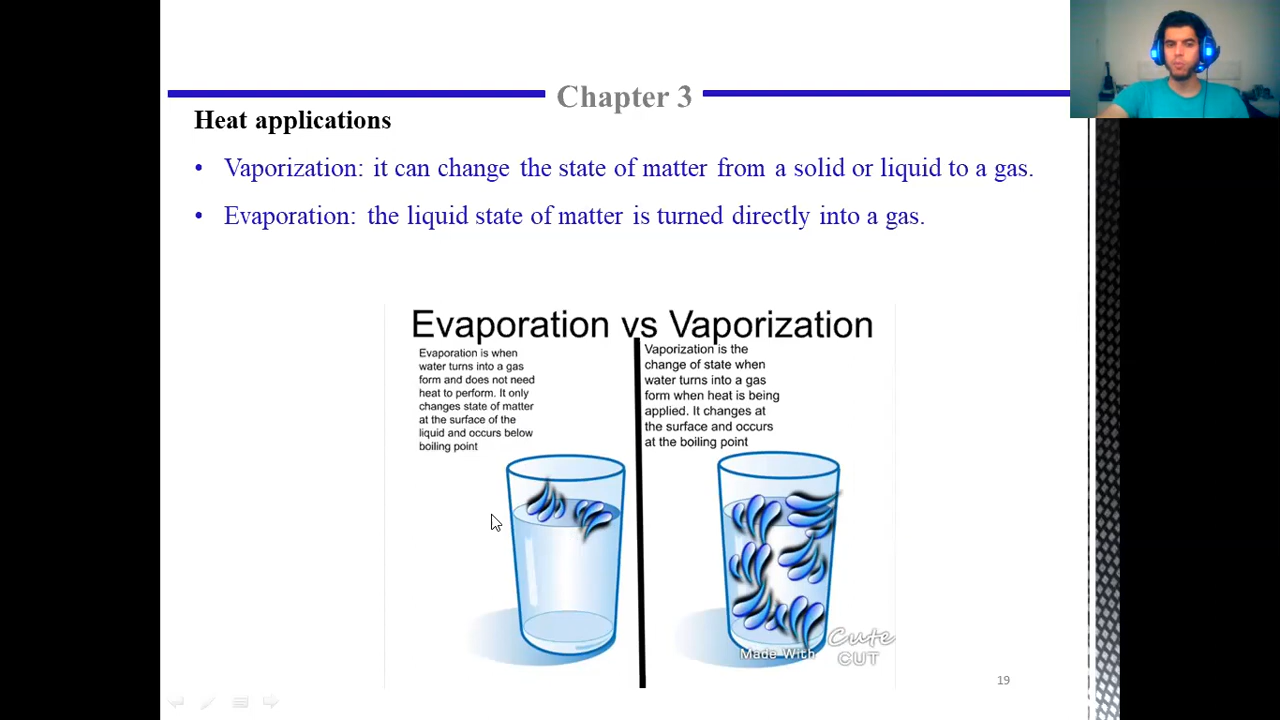 Chapter 3
Heat applications
• Vaporization: it can change the state of matter from a solid or liquid to a gas.
• Evaporation: the liquid state of matter is turned directly into a gas.
Evaporation vs Vaporization
Evaporation is when
water turns into a gas
form and does not need
heat to perform. It only
changes state of matter
at the surface of the
liquid and occurs below
boiling point
Vaporization is the
change of state when
water turns into a gas
form when heat is being
applied. It changes at
the surface and occurs
at the boiling point
Made With
Cute
CUT
19